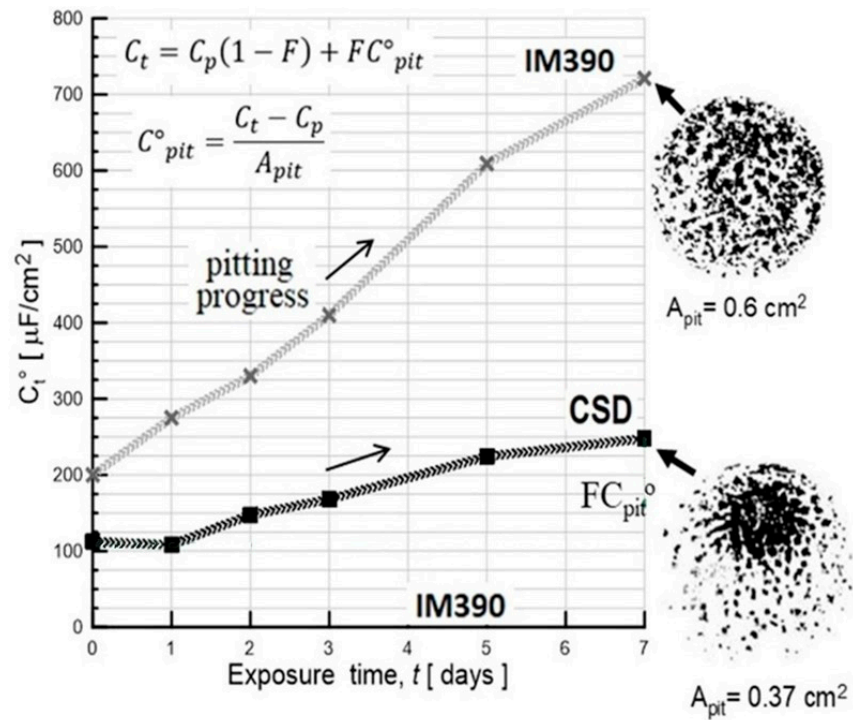 C_t = C_p(1 − F) + FC°_pit
C°_pit = (C_t − C_p) / A_pit
IM390
pitting
progress
CSD
FC_pit°
IM390
A_pit = 0.6 cm²
A_pit = 0.37 cm²
C_t° [ µF/cm² ]
800
700
600
500
400
300
200
100
0
0 1 2 3 4 5 6 7
Exposure time, t [ days ]